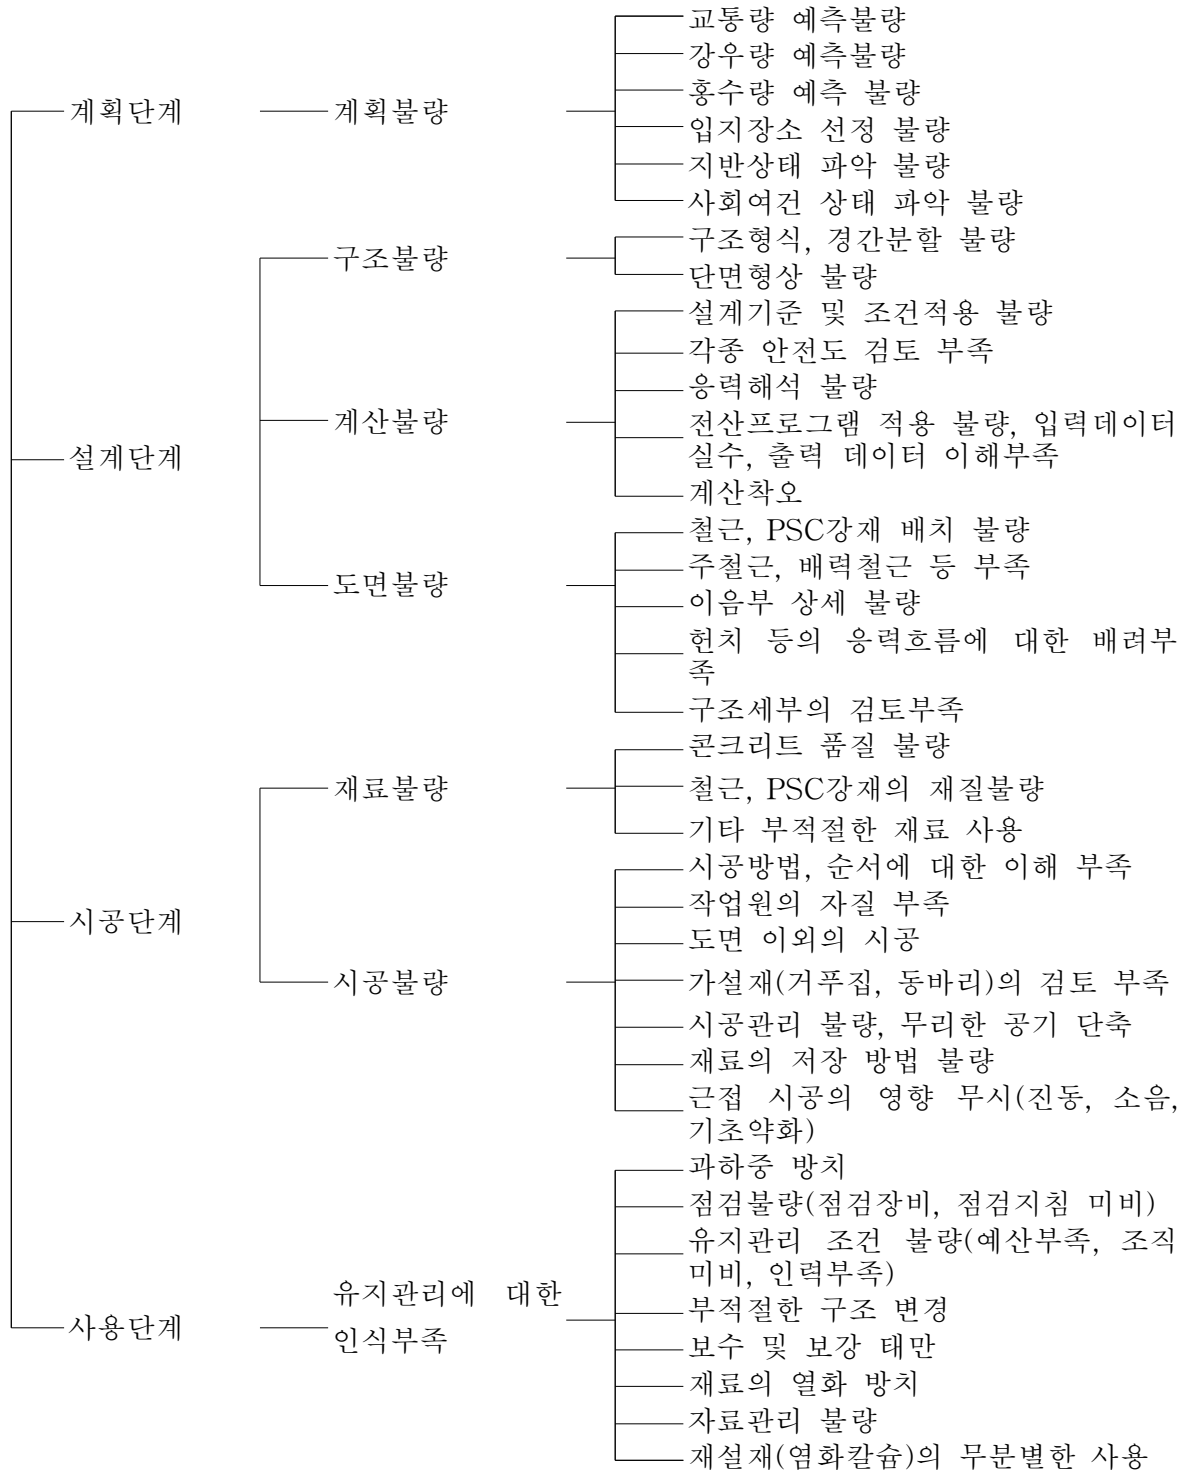 교통량 예측불량
강우량 예측불량
홍수량 예측 불량
계획단계
계획불량
입지장소 선정 불량
지반상태 파악 불량
사회여건 상태 파악 불량
구조불량
구조형식, 경간분할 불량
단면형상 불량
설계기준 및 조건적용 불량
각종 안전도 검토 부족
응력해석 불량
계산불량
전산프로그램 적용 불량, 입력데이터
실수, 출력 데이터 이해부족
설계단계
계산착오
철근, PSC강재 배치 불량
주철근, 배력철근 등 부족
도면불량
이음부 상세 불량
헌치 등의 응력흐름에 대한 배려부
족
구조세부의 검토부족
콘크리트 품질 불량
재료불량
철근, PSC강재의 재질불량
기타 부적절한 재료 사용
시공방법, 순서에 대한 이해 부족
작업원의 자질 부족
시공단계
도면 이외의 시공
시공불량
가설재(거푸집, 동바리)의 검토 부족
시공관리 불량, 무리한 공기 단축
재료의 저장 방법 불량
근접 시공의 영향 무시(진동, 소음,
기초약화)
과하중 방치
점검불량(점검장비, 점검지침 미비)
유지관리 조건 불량(예산부족, 조직
미비, 인력부족)
사용단계
유지관리에 대한
인식부족
부적절한 구조 변경
보수 및 보강 태만
재료의 열화 방치
자료관리 불량
재설재(염화칼슘)의 무분별한 사용